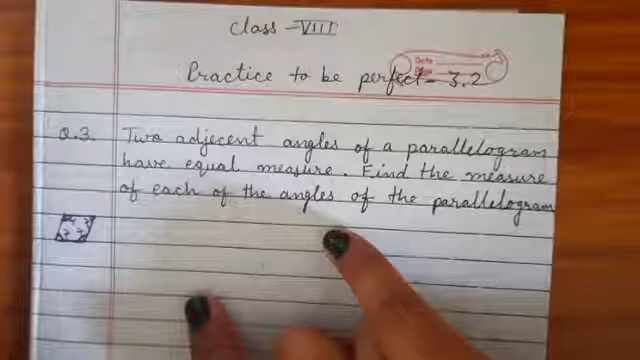 Class - VIII
Date
Practice to be perfect - 3.2
Q.3. Two adjecent angles of a parallelogram
have equal measure. Find the measure
of each of the angles of the parallelogram